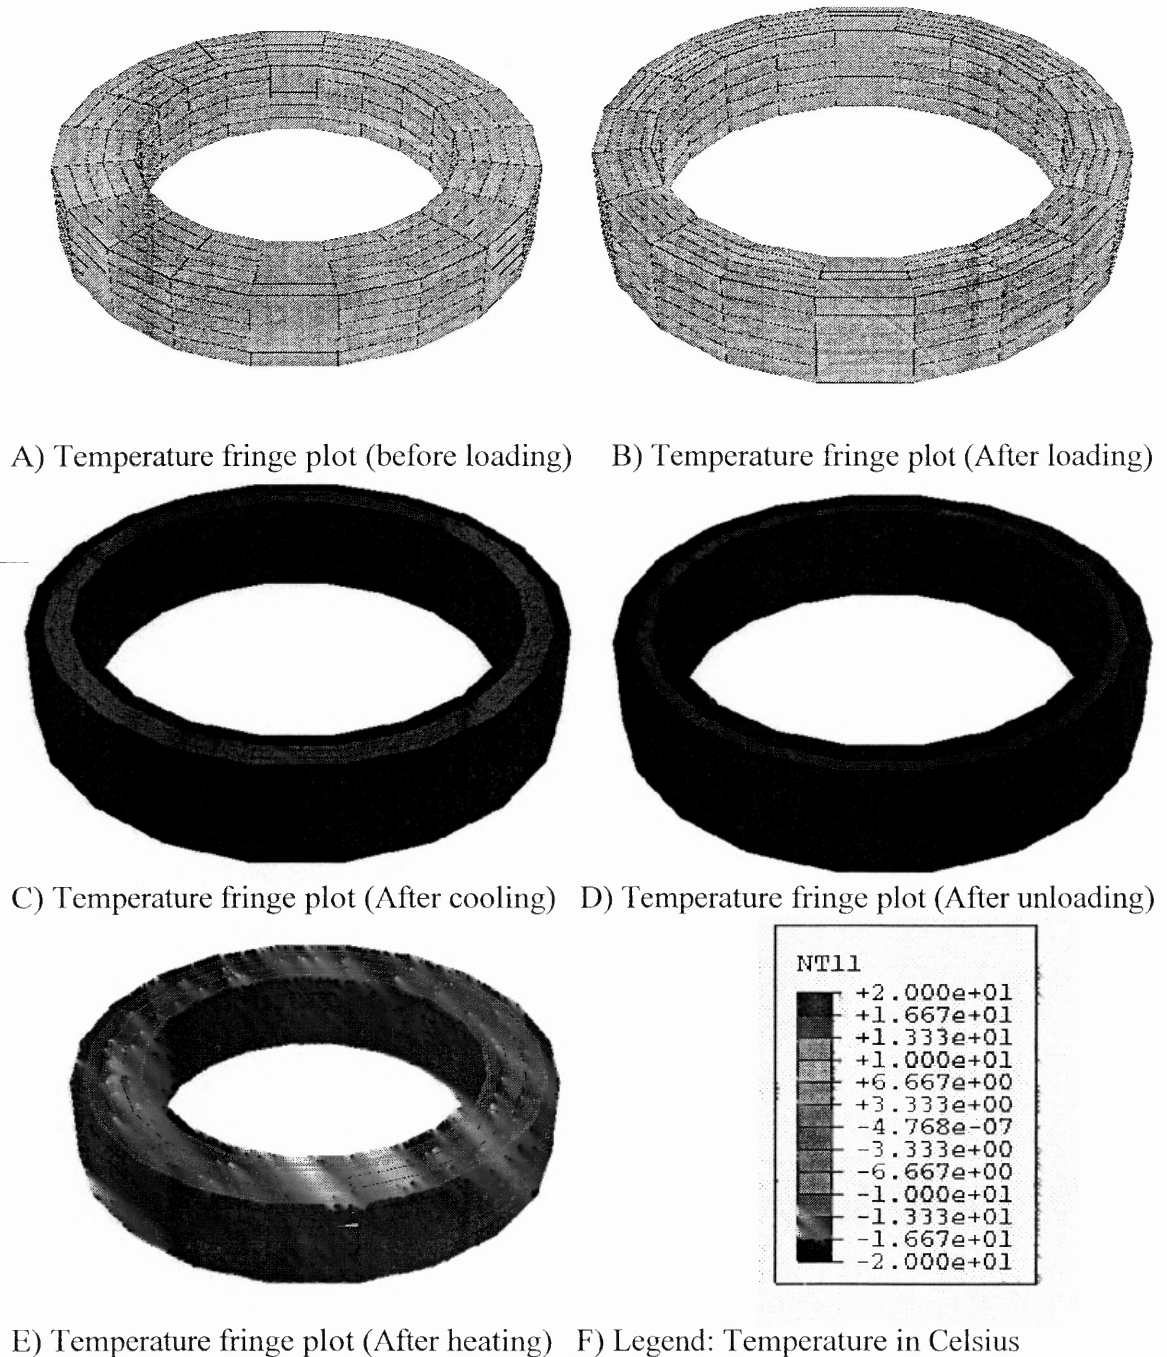 A) Temperature fringe plot (before loading)
B) Temperature fringe plot (After loading)
C) Temperature fringe plot (After cooling)
D) Temperature fringe plot (After unloading)
NT11
+2.000e+01
+1.667e+01
+1.333e+01
+1.000e+01
+6.667e+00
+3.333e+00
-4.768e-07
-3.333e+00
-6.667e+00
-1.000e+01
-1.333e+01
-1.667e+01
-2.000e+01
E) Temperature fringe plot (After heating)
F) Legend: Temperature in Celsius